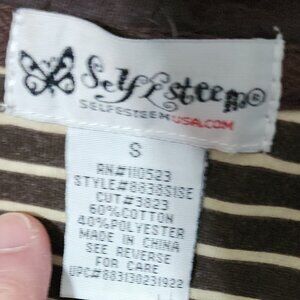 Self Esteem®
SELFESTEEMUSA.COM
S
RN#110523
STYLE#8838S1SE
CUT#3823
60%COTTON
40%POLYESTER
MADE IN CHINA
SEE REVERSE
FOR CARE
UPC#883130231922